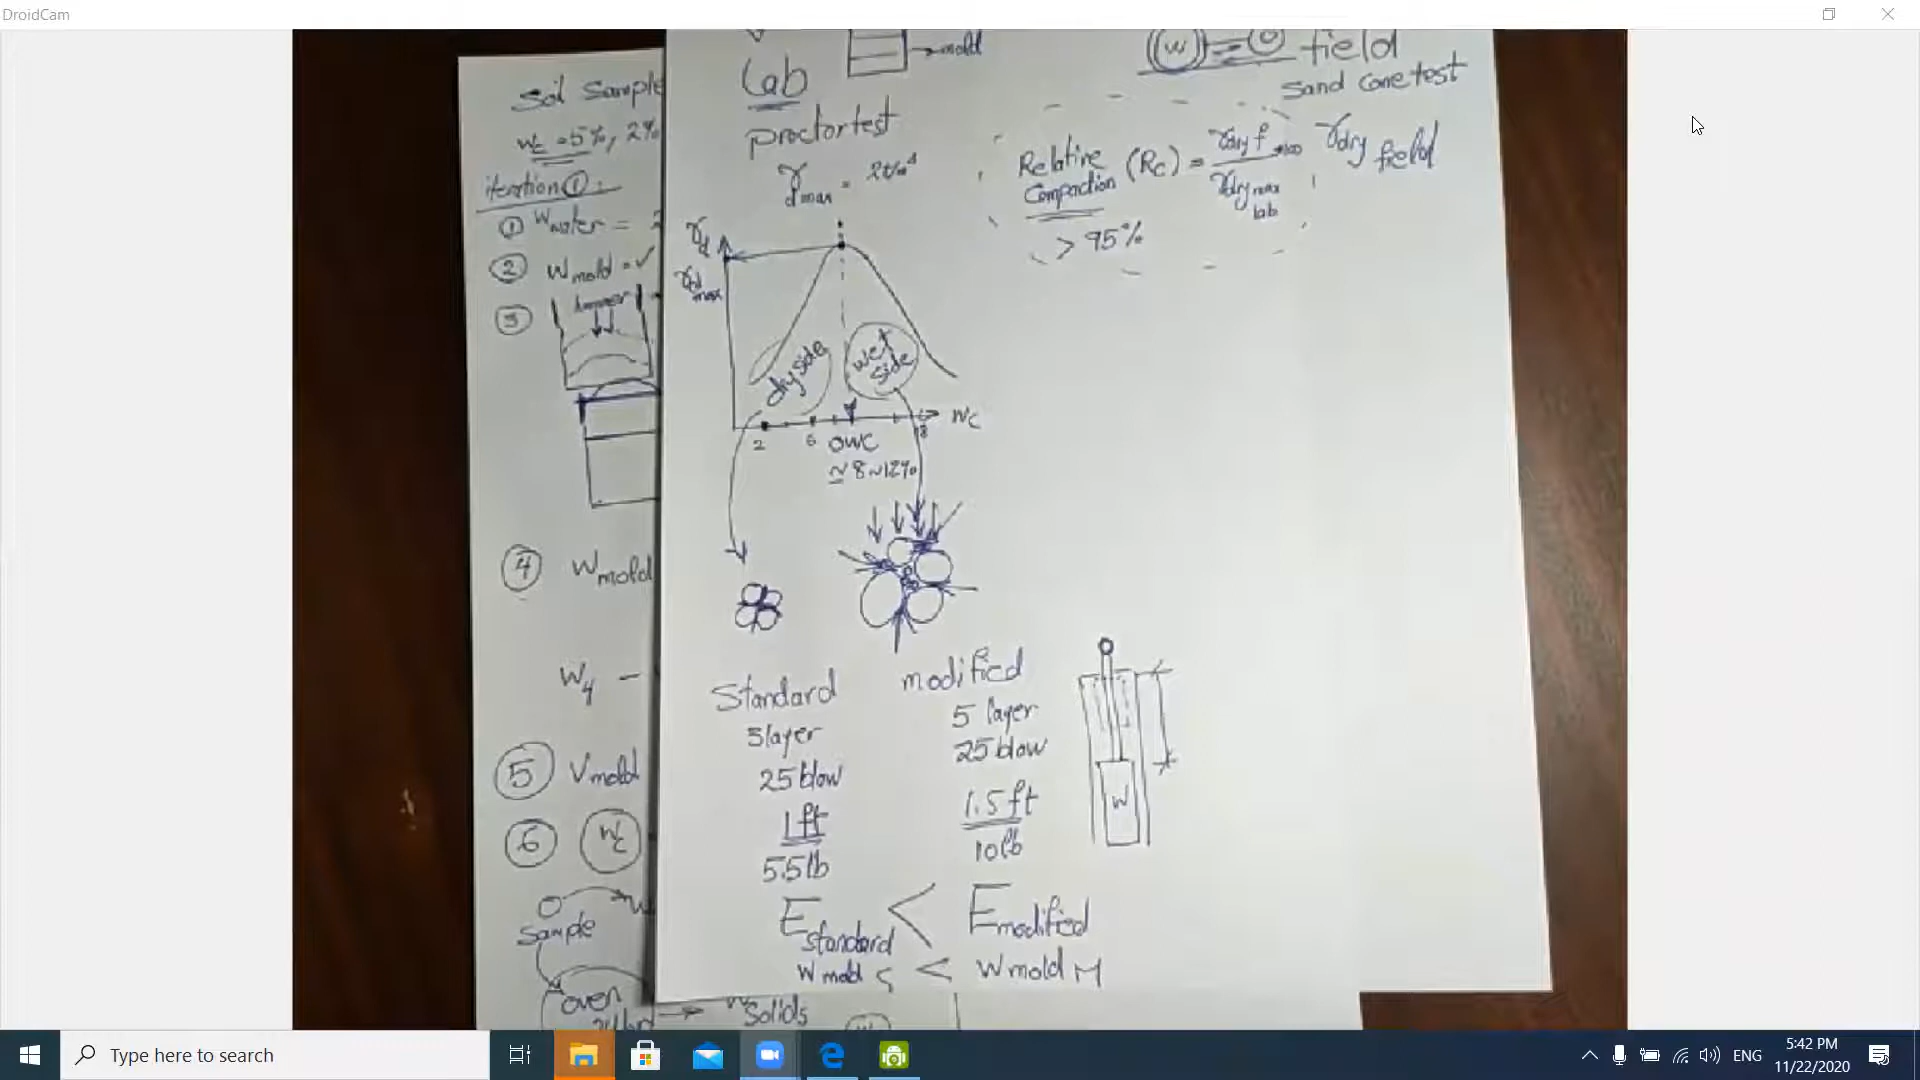 DroidCam
Soil Sample
wc = 5%, 2%
iteration ① :
① Wwater =
② Wmold = ✓
③ hammer
④ Wmold
W4 —
⑤ Vmold
⑥ Wc
Sample
oven
Solids
mold
Lab
proctor test
γd max =
γd
γd max
dry side
wet side
2
6
OWC
Wc
≈ 8~12%
W
field
Sand Cone test
Relative Compaction (Rc) = γdry f / γdry max lab
γdry field
> 95%
Standard
3 layer
25 blow
1 ft
5.5 lb
modified
5 layer
25 blow
1.5 ft
10 lb
W
E standard < E modified
W mold S < W mold M
Type here to search
ENG
5:42 PM
11/22/2020